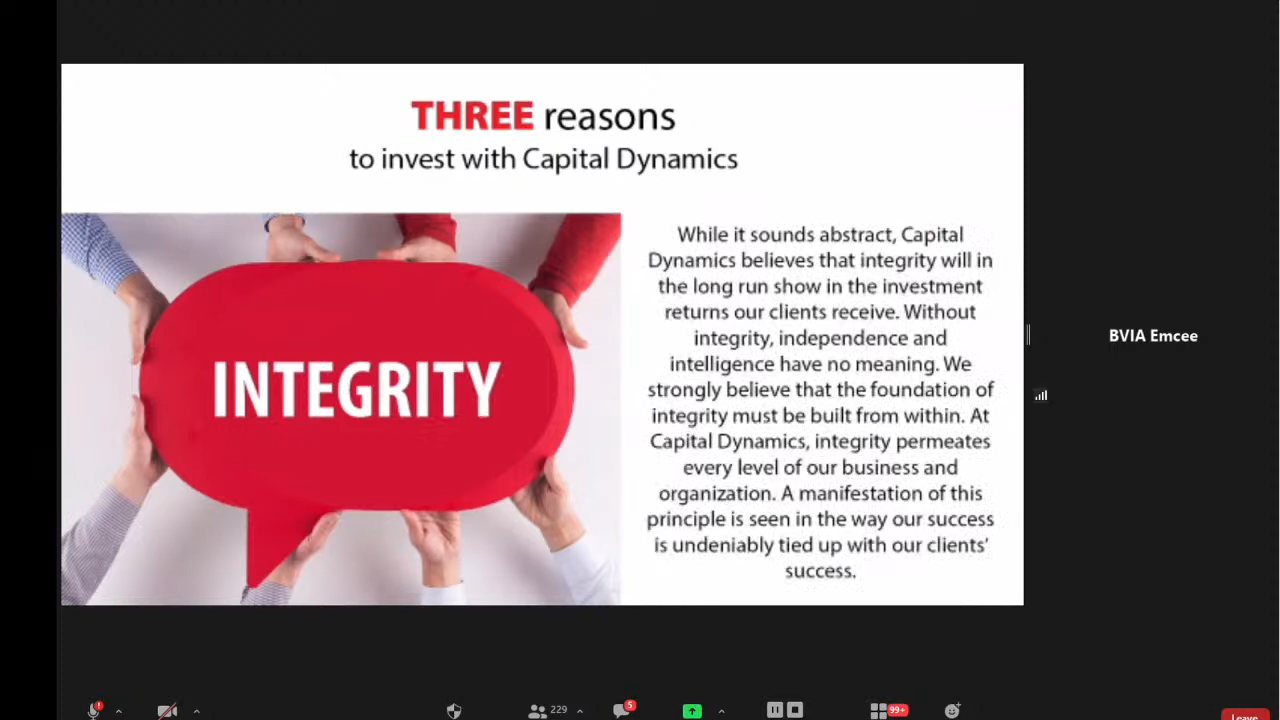 THREE reasons
to invest with Capital Dynamics
INTEGRITY
While it sounds abstract, Capital
Dynamics believes that integrity will in
the long run show in the investment
returns our clients receive. Without
integrity, independence and
intelligence have no meaning. We
strongly believe that the foundation of
integrity must be built from within. At
Capital Dynamics, integrity permeates
every level of our business and
organization. A manifestation of this
principle is seen in the way our success
is undeniably tied up with our clients'
success.
BVIA Emcee
229
5
99+
Leave